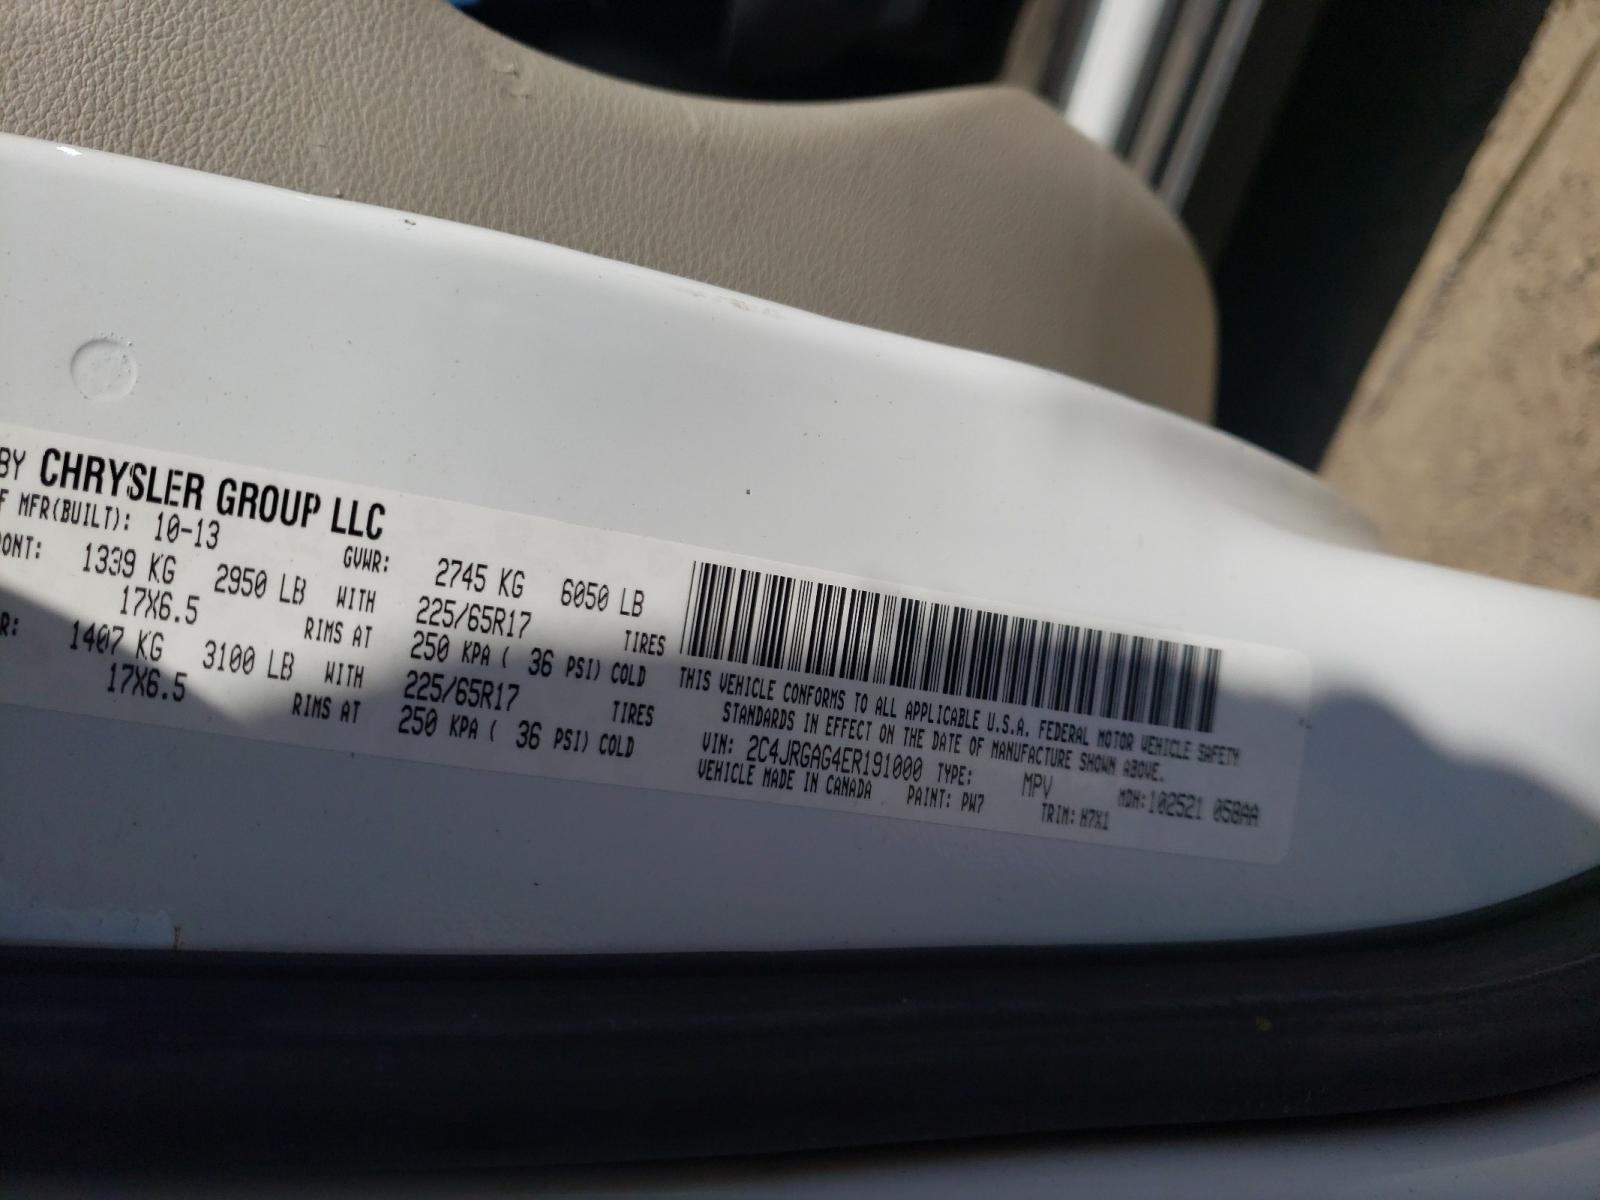 BY CHRYSLER GROUP LLC
F MFR(BUILT): 10-13 GVWR: 2745 KG 6050 LB
ONT: 1339 KG 2950 LB WITH 225/65R17 TIRES
17X6.5 RIMS AT 250 KPA ( 36 PSI) COLD
R: 1407 KG 3100 LB WITH 225/65R17 TIRES
17X6.5 RIMS AT 250 KPA ( 36 PSI) COLD
THIS VEHICLE CONFORMS TO ALL APPLICABLE U.S.A. FEDERAL MOTOR VEHICLE SAFETY
STANDARDS IN EFFECT ON THE DATE OF MANUFACTURE SHOWN ABOVE.
VIN: 2C4JRGAG4ER191000 TYPE: MPV MDH:102521 058AA
VEHICLE MADE IN CANADA PAINT: PW7 TRIM: H7X1